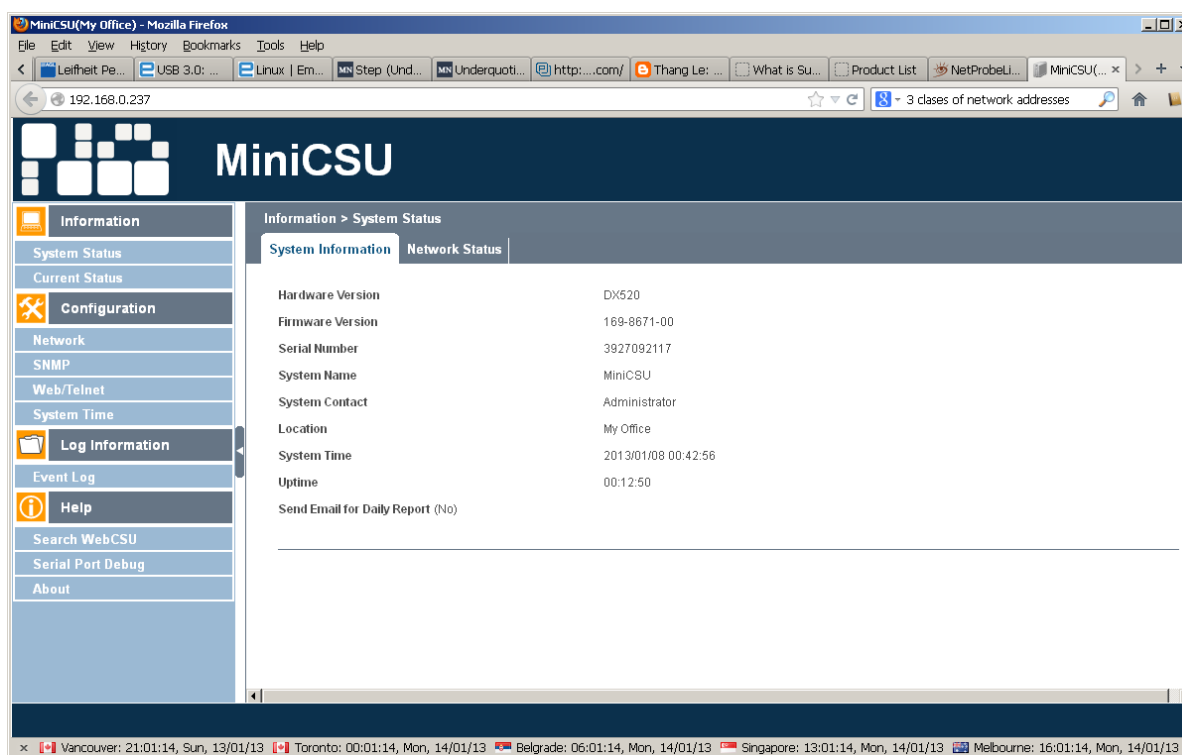 MiniCSU(My Office) - Mozilla Firefox
File Edit View History Bookmarks Tools Help
Leifheit Pe... USB 3.0: ... Linux | Em... MN Step (Und... MN Underquoti... http:....com/ Thang Le: ... What is Su... Product List NetProbeLi... MiniCSU(...
192.168.0.237 8 3 clases of network addresses
MiniCSU
Information
System Status
Current Status
Configuration
Network
SNMP
Web/Telnet
System Time
Log Information
Event Log
Help
Search WebCSU
Serial Port Debug
About
Information > System Status
System Information Network Status
Hardware Version DX520
Firmware Version 169-8671-00
Serial Number 3927092117
System Name MiniCSU
System Contact Administrator
Location My Office
System Time 2013/01/08 00:42:56
Uptime 00:12:50
Send Email for Daily Report (No)
Vancouver: 21:01:14, Sun, 13/01/13 Toronto: 00:01:14, Mon, 14/01/13 Belgrade: 06:01:14, Mon, 14/01/13 Singapore: 13:01:14, Mon, 14/01/13 Melbourne: 16:01:14, Mon, 14/01/13